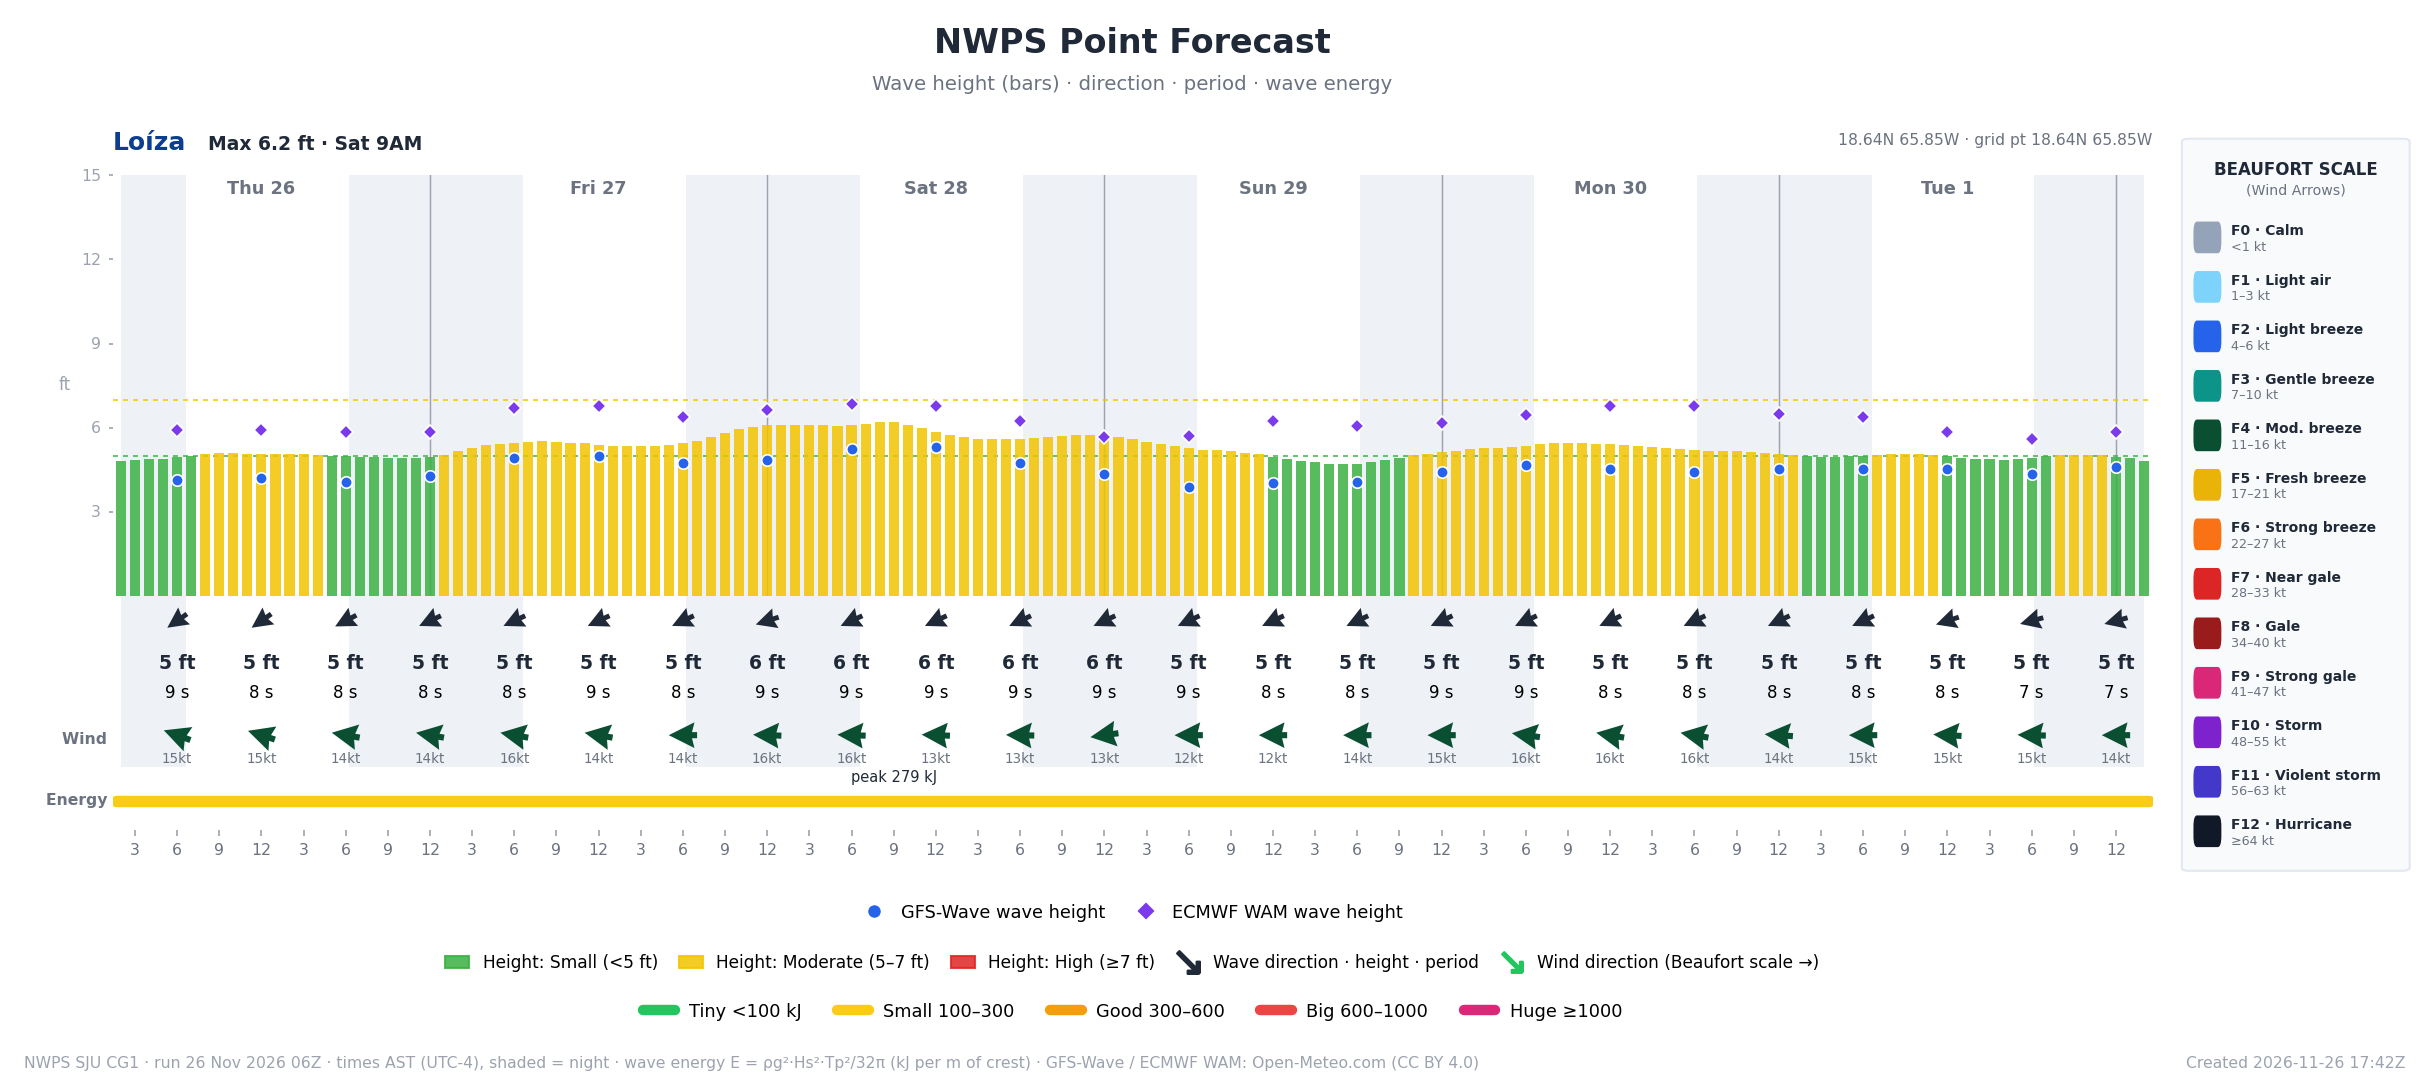 NWPS Point Forecast
Wave height (bars) · direction · period · wave energy
Loíza Max 6.2 ft · Sat 9AM
18.64N 65.85W · grid pt 18.64N 65.85W
Thu 26 Fri 27 Sat 28 Sun 29 Mon 30 Tue 1
15
12
9
ft
6
3
5 ft 5 ft 5 ft 5 ft 5 ft 5 ft 5 ft 6 ft 6 ft 6 ft 6 ft 6 ft 5 ft 5 ft 5 ft 5 ft 5 ft 5 ft 5 ft 5 ft 5 ft 5 ft 5 ft 5 ft
9 s 8 s 8 s 8 s 8 s 9 s 8 s 9 s 9 s 9 s 9 s 9 s 9 s 8 s 8 s 9 s 9 s 8 s 8 s 8 s 8 s 8 s 7 s 7 s
Wind
15kt 15kt 14kt 14kt 16kt 14kt 14kt 16kt 16kt 13kt 13kt 13kt 12kt 12kt 14kt 15kt 16kt 16kt 16kt 14kt 15kt 15kt 15kt 14kt
peak 279 kJ
Energy
3 6 9 12 3 6 9 12 3 6 9 12 3 6 9 12 3 6 9 12 3 6 9 12 3 6 9 12 3 6 9 12 3 6 9 12 3 6 9 12 3 6 9 12 3 6 9 12
BEAUFORT SCALE
(Wind Arrows)
F0 · Calm
<1 kt
F1 · Light air
1–3 kt
F2 · Light breeze
4–6 kt
F3 · Gentle breeze
7–10 kt
F4 · Mod. breeze
11–16 kt
F5 · Fresh breeze
17–21 kt
F6 · Strong breeze
22–27 kt
F7 · Near gale
28–33 kt
F8 · Gale
34–40 kt
F9 · Strong gale
41–47 kt
F10 · Storm
48–55 kt
F11 · Violent storm
56–63 kt
F12 · Hurricane
≥64 kt
GFS-Wave wave height ECMWF WAM wave height
Height: Small (<5 ft) Height: Moderate (5–7 ft) Height: High (≥7 ft) Wave direction · height · period Wind direction (Beaufort scale →)
Tiny <100 kJ Small 100–300 Good 300–600 Big 600–1000 Huge ≥1000
NWPS SJU CG1 · run 26 Nov 2026 06Z · times AST (UTC-4), shaded = night · wave energy E = ρg²·Hs²·Tp²/32π (kJ per m of crest) · GFS-Wave / ECMWF WAM: Open-Meteo.com (CC BY 4.0)
Created 2026-11-26 17:42Z